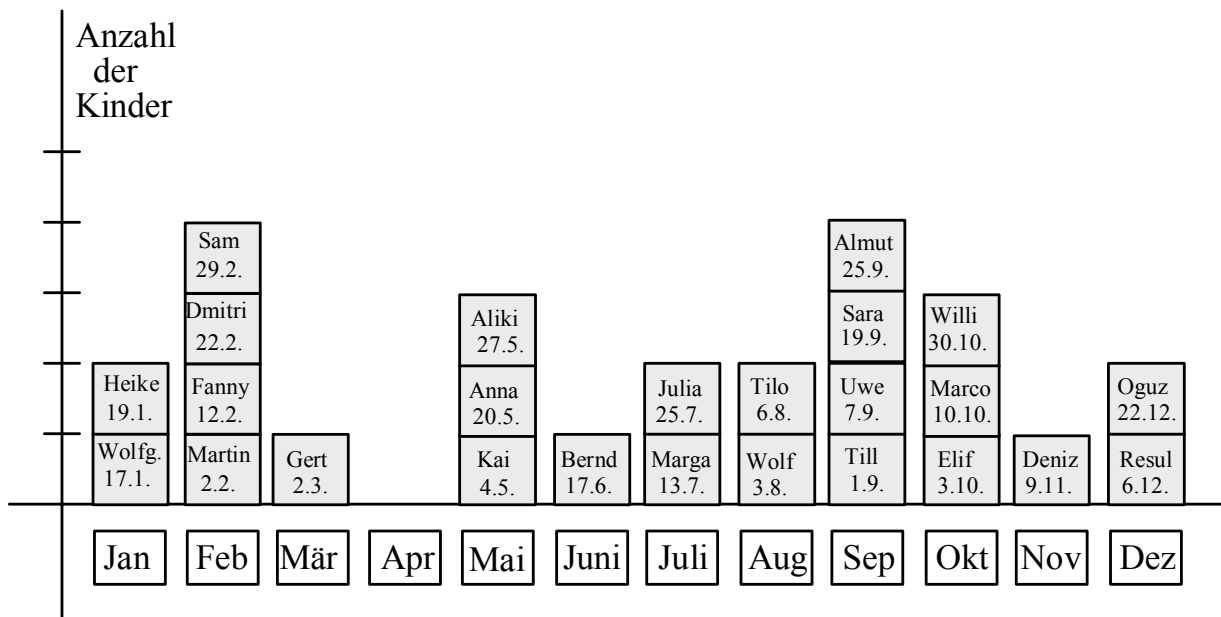 Anzahl
der
Kinder
Heike
19.1.
Wolfg.
17.1.
Sam
29.2.
Dmitri
22.2.
Fanny
12.2.
Martin
2.2.
Gert
2.3.
Aliki
27.5.
Anna
20.5.
Kai
4.5.
Bernd
17.6.
Julia
25.7.
Marga
13.7.
Tilo
6.8.
Wolf
3.8.
Almut
25.9.
Sara
19.9.
Uwe
7.9.
Till
1.9.
Willi
30.10.
Marco
10.10.
Elif
3.10.
Deniz
9.11.
Oguz
22.12.
Resul
6.12.
Jan Feb Mär Apr Mai Juni Juli Aug Sep Okt Nov Dez